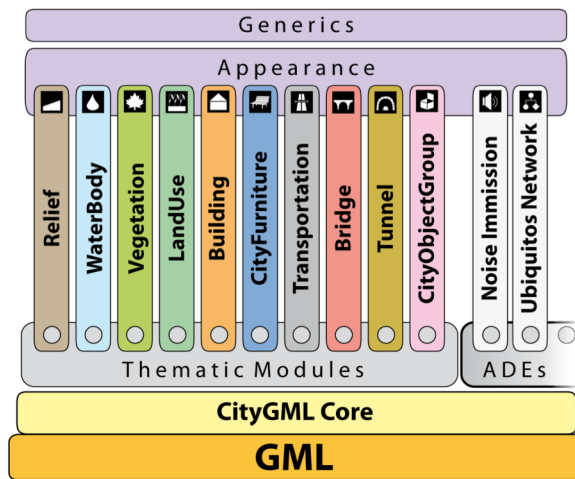 Generics
Appearance
Relief
WaterBody
Vegetation
LandUse
Building
CityFurniture
Transportation
Bridge
Tunnel
CityObjectGroup
Noise Immission
Ubiquitos Network
Thematic Modules
ADEs
CityGML Core
GML